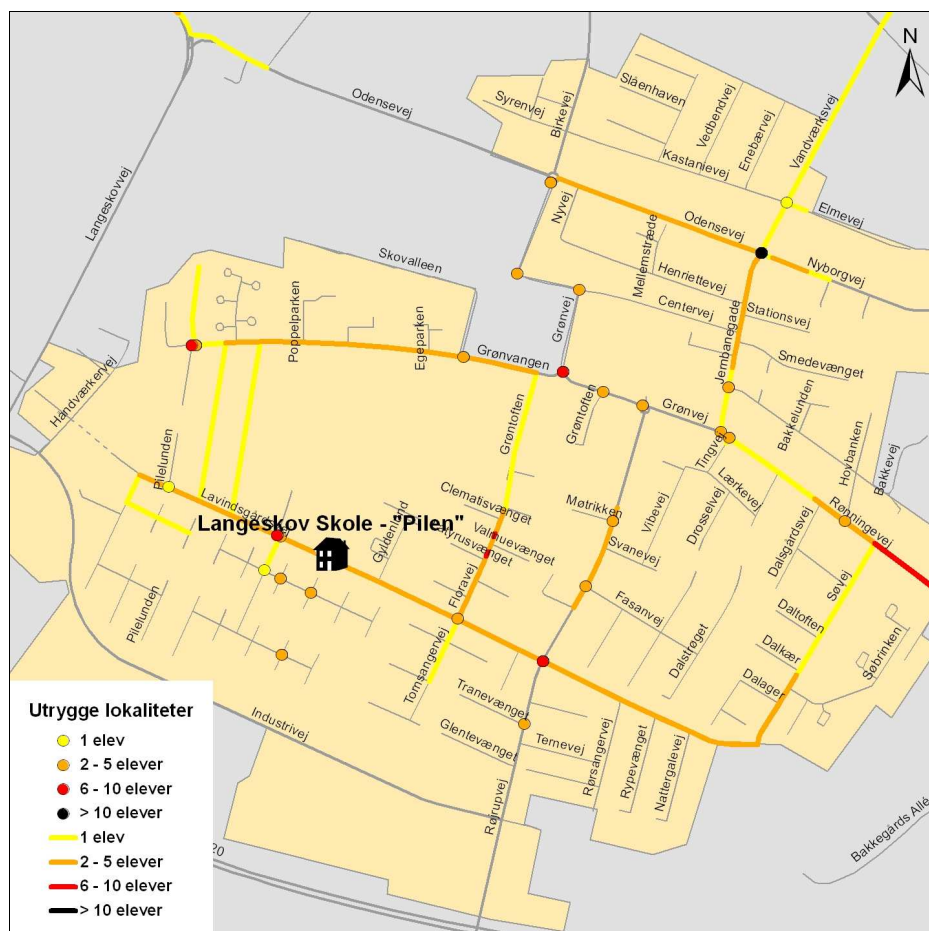 N
Slåenhaven
Syrenvej
Birkevej
Vedbendvej
Enebærvej
Vandværksvej
Odensevej
Kastanievej
Elmevej
Langeskovvej
Nyvej
Odensevej
Mellemstræde
Skovalleen
Henriettevej
Nyborgvej
Centervej
Stationsvej
Grønvej
Poppelparken
Egeparken
Grønvangen
Jernbanegade
Smedevænget
Håndværkervej
Grøntoften
Grøntoften
Grønvej
Bakkelunden
Hovbanken
Bakkevej
Tingvej
Pilelunden
Lavindsgårdvej
Clematisvænget
Møtrikken
Vibevej
Lærkevej
Drosselvej
Rønningevej
Langeskov Skole - "Pilen"
Gyldenlund
Valmuevænget
Svanevej
Dalsgårdsvej
Søvej
Pilelunden
Floravej
Fasanvej
Dalstrøget
Daltoften
Dalkær
Søbrinken
Tomsangervej
Dalager
Tranevænget
Industrivej
Glentevænget
Ternevej
Rørsangervej
Rypevænget
Nattergalevej
Røjrupvej
Bakkegårds Allé
20
Utrygge lokaliteter
1 elev
2 - 5 elever
6 - 10 elever
> 10 elever
1 elev
2 - 5 elever
6 - 10 elever
> 10 elever